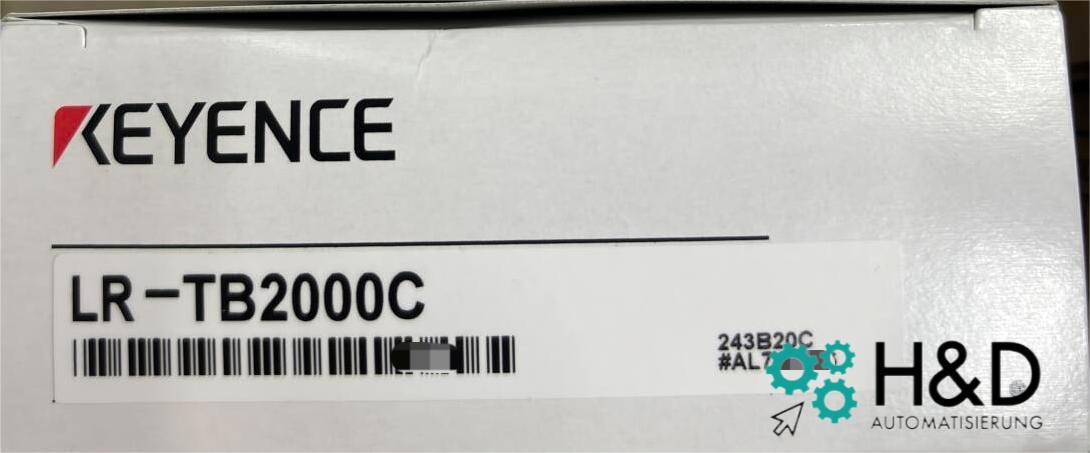 KEYENCE
LR-TB2000C
243B20C
H&D
AUTOMATISIERUNG